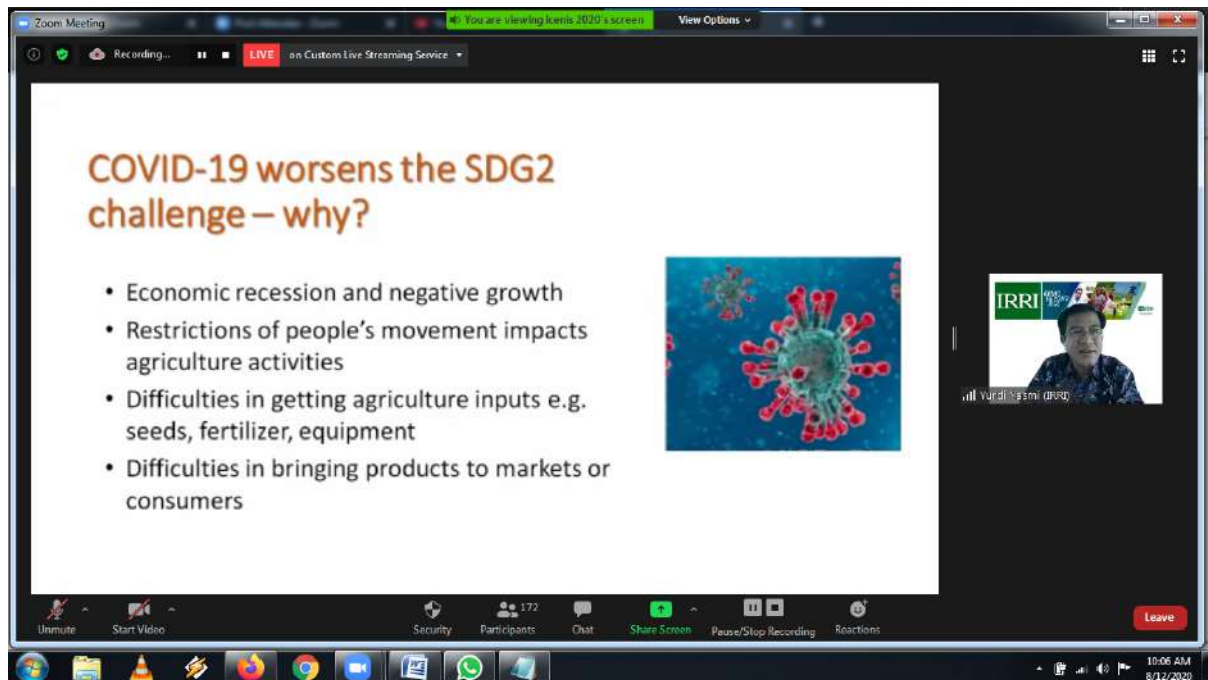 Zoom Meeting
You are viewing Icenis 2020's screen
View Options
Recording...
LIVE
on Custom Live Streaming Service
COVID-19 worsens the SDG2
challenge – why?
• Economic recession and negative growth
• Restrictions of people's movement impacts
agriculture activities
• Difficulties in getting agriculture inputs e.g.
seeds, fertilizer, equipment
• Difficulties in bringing products to markets or
consumers
IRRI
Yurdi Yasmi (IRRI)
Unmute
Start Video
Security
Participants
172
Chat
Share Screen
Pause/Stop Recording
Reactions
Leave
10:06 AM
8/12/2020